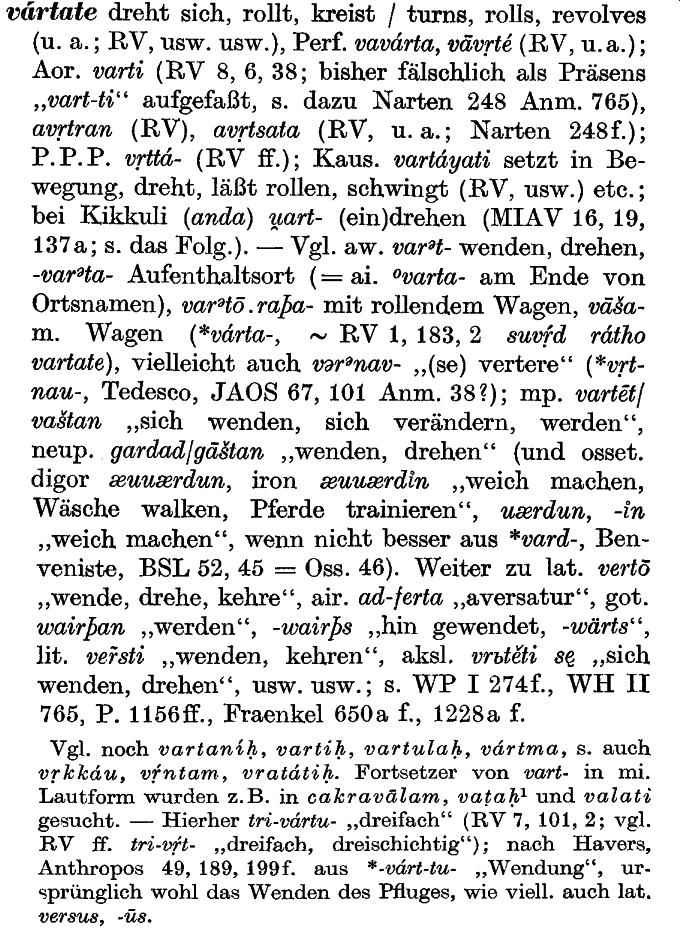 vártate dreht sich, rollt, kreist / turns, rolls, revolves
(u. a.; RV, usw. usw.), Perf. vavárta, vāvṛté (RV, u.a.);
Aor. varti (RV 8, 6, 38; bisher fälschlich als Präsens
„vart-ti“ aufgefaßt, s. dazu Narten 248 Anm. 765),
avṛtran (RV), avṛtsata (RV, u. a.; Narten 248f.);
P.P.P. vṛttá- (RV ff.); Kaus. vartáyati setzt in Be-
wegung, dreht, läßt rollen, schwingt (RV, usw.) etc.;
bei Kikkuli (anda) u̯art- (ein)drehen (MIAV 16, 19,
137a; s. das Folg.). — Vgl. aw. varᵊt- wenden, drehen,
-varᵊta- Aufenthaltsort (= ai. °varta- am Ende von
Ortsnamen), varᵊtō.raþa- mit rollendem Wagen, vāša-
m. Wagen (*várta-, ~ RV 1, 183, 2 suvṛ́d rátho
vartate), vielleicht auch vərᵊnav- „(se) vertere“ (*vṛt-
nau-, Tedesco, JAOS 67, 101 Anm. 38?); mp. vartēt/
vaštan „sich wenden, sich verändern, werden“,
neup. gardad/gāštan „wenden, drehen“ (und osset.
digor æuuærdun, iron æuuærdịn „weich machen,
Wäsche walken, Pferde trainieren“, uærdun, -ịn
„weich machen“, wenn nicht besser aus *vard-, Ben-
veniste, BSL 52, 45 = Oss. 46). Weiter zu lat. vertō
„wende, drehe, kehre“, air. ad-ferta „aversatur“, got.
wairþan „werden“, -wairþs „hin gewendet, -wärts“,
lit. ver̃sti „wenden, kehren“, aksl. vrьtěti sę „sich
wenden, drehen“, usw. usw.; s. WP I 274f., WH II
765, P. 1156ff., Fraenkel 650a f., 1228a f.
Vgl. noch vartaníḥ, vartiḥ, vartulaḥ, vártma, s. auch
vṛkkáu, vṛ́ntam, vratátiḥ. Fortsetzer von vart- in mi.
Lautform wurden z.B. in cakravālam, vaṭaḥ¹ und valati
gesucht. — Hierher tri-vártu- „dreifach“ (RV 7, 101, 2; vgl.
RV ff. tri-vṛ́t- „dreifach, dreischichtig“); nach Havers,
Anthropos 49, 189, 199f. aus *-várt-tu- „Wendung“, ur-
sprünglich wohl das Wenden des Pfluges, wie viell. auch lat.
versus, -ūs.